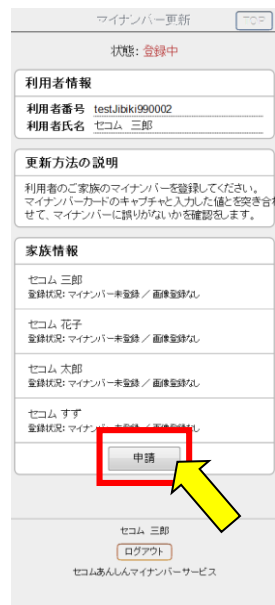 マイナンバー更新
TOP
状態: 登録中
利用者情報
利用者番号 testJibiki990002
利用者氏名 セコム 三郎
更新方法の説明
利用者のご家族のマイナンバーを登録してください。
マイナンバーカードのキャプチャと入力した値とを突き合わ
せて、マイナンバーに誤りがないかを確認をします。
家族情報
セコム 三郎
登録状況: マイナンバー未登録 / 画像登録なし
セコム 花子
登録状況: マイナンバー未登録 / 画像登録なし
セコム 太郎
登録状況: マイナンバー未登録 / 画像登録なし
セコム すず
登録状況: マイナンバー未登録 / 画像登録なし
申請
セコム 三郎
ログアウト
セコムあんしんマイナンバーサービス